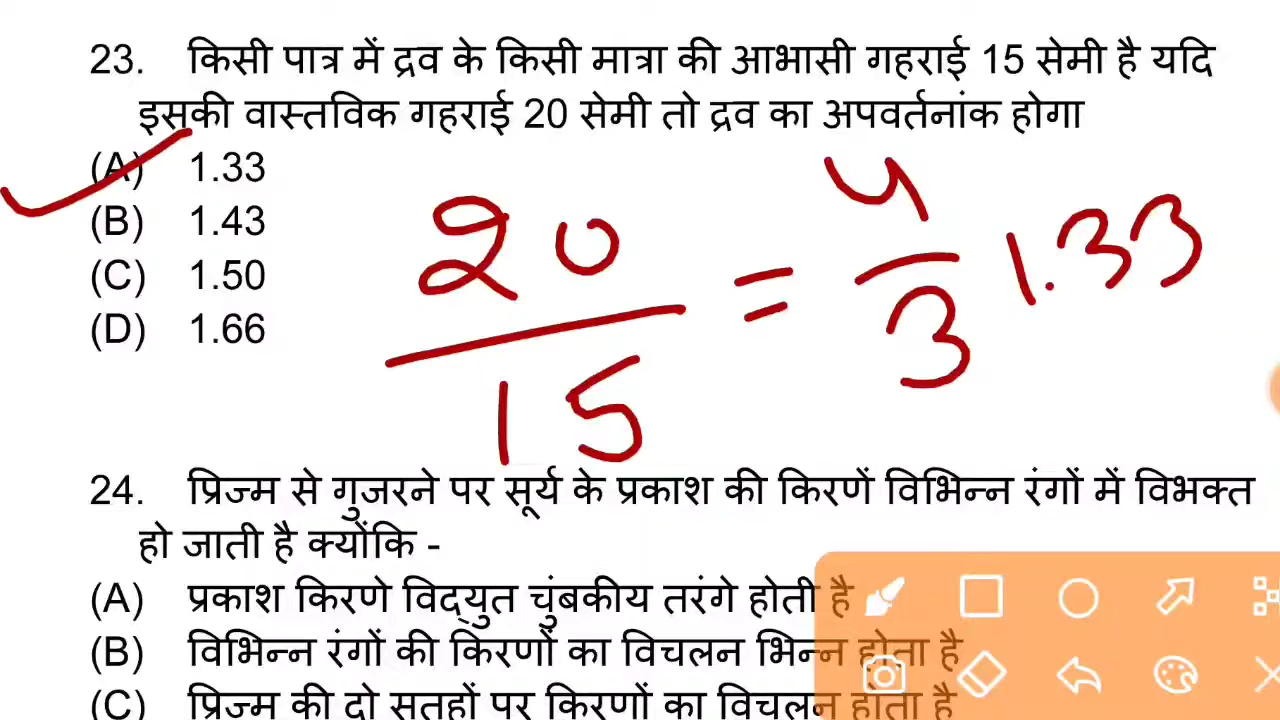 23. किसी पात्र में द्रव के किसी मात्रा की आभासी गहराई 15 सेमी है यदि
इसकी वास्तविक गहराई 20 सेमी तो द्रव का अपवर्तनांक होगा
(A) 1.33
(B) 1.43
(C) 1.50
(D) 1.66
20/15 = 4/3 1.33
24. प्रिज्म से गुजरने पर सूर्य के प्रकाश की किरणें विभिन्न रंगों में विभक्त
हो जाती है क्योंकि -
(A) प्रकाश किरणे विद्युत चुंबकीय तरंगे होती है
(B) विभिन्न रंगों की किरणों का विचलन भिन्न होता है
(C) प्रिज्म की दो सतहों पर किरणों का विचलन होता है